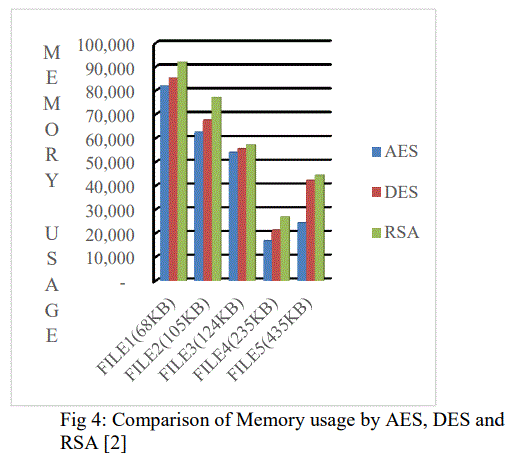 MEMORY USAGE
100,000
90,000
80,000
70,000
60,000
50,000
40,000
30,000
20,000
10,000
-
FILE1(68KB)
FILE2(105KB)
FILE3(124KB)
FILE4(235KB)
FILE5(435KB)
AES
DES
RSA
Fig 4: Comparison of Memory usage by AES, DES and
RSA [2]